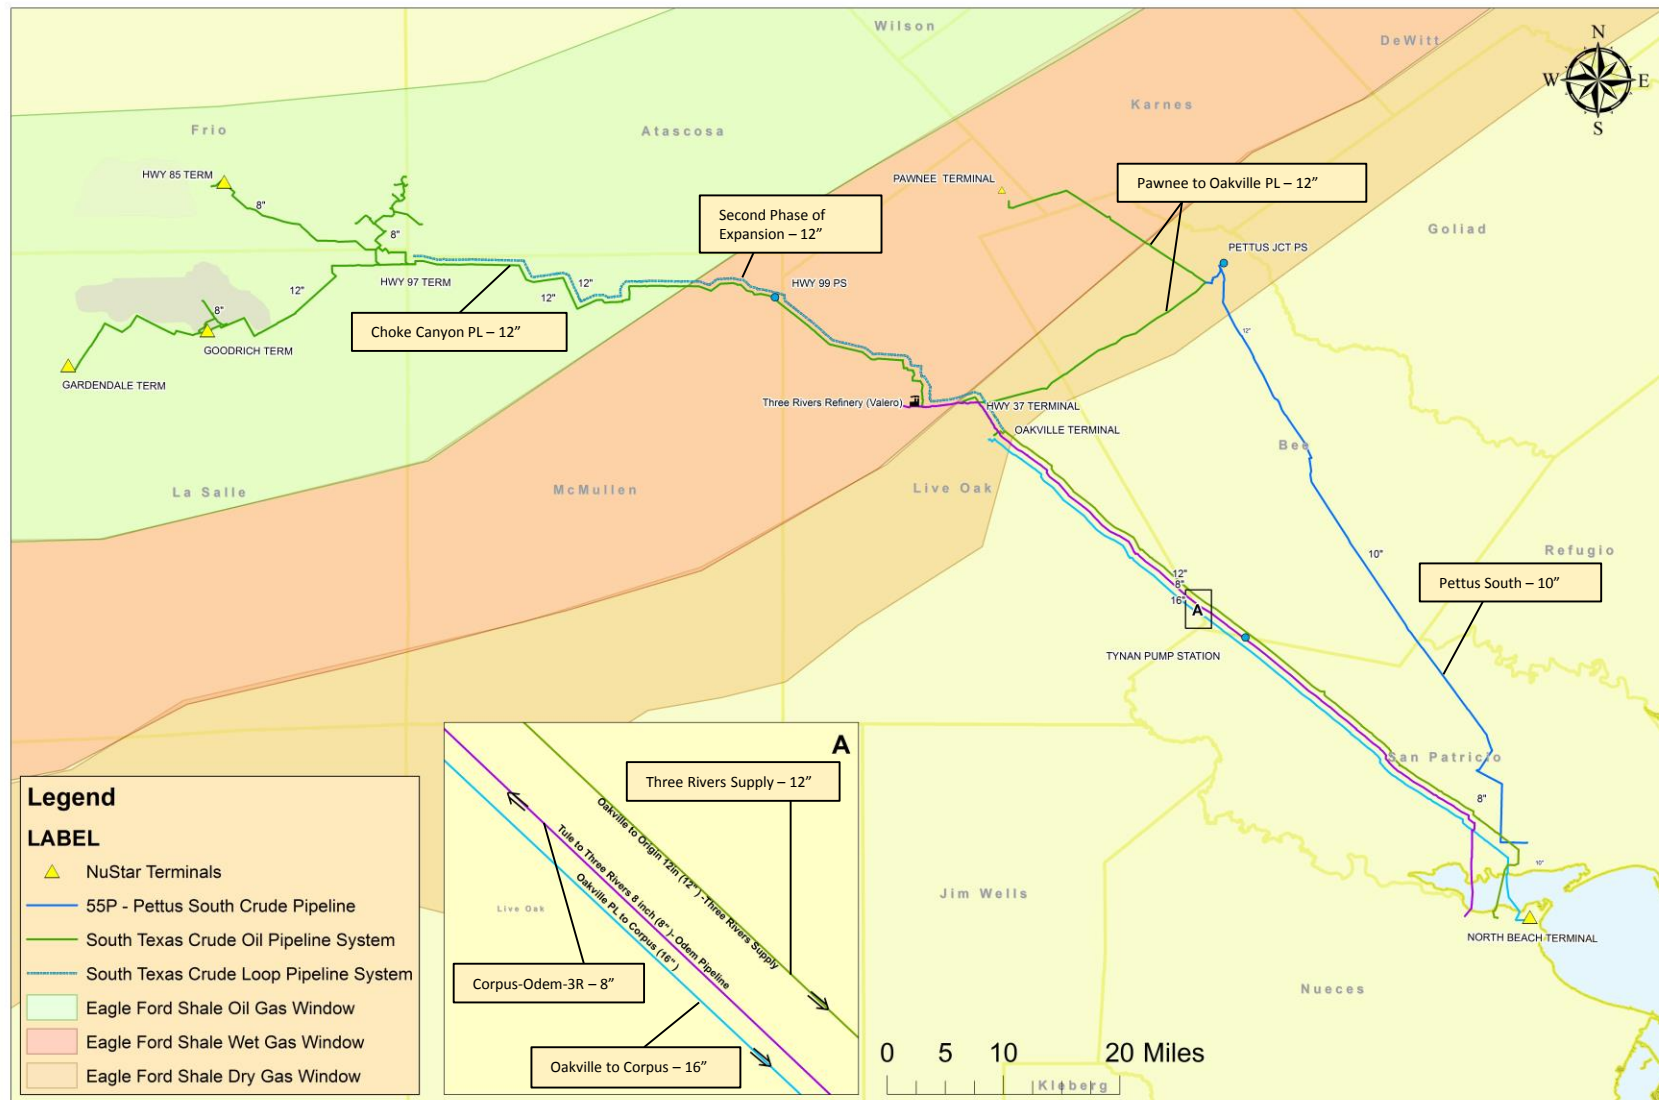 Wilson
DeWitt
N
W
E
S
Karnes
Frio
Atascosa
HWY 85 TERM
8"
PAWNEE TERMINAL
Pawnee to Oakville PL – 12"
Second Phase of
Expansion – 12"
Goliad
8"
PETTUS JCT PS
HWY 97 TERM
12"
12"
12"
HWY 99 PS
8"
Choke Canyon PL – 12"
12"
GOODRICH TERM
GARDENDALE TERM
Three Rivers Refinery (Valero)
HWY 37 TERMINAL
OAKVILLE TERMINAL
Bee
La Salle
McMullen
Live Oak
10"
Refugio
12"
8"
16"
A
Pettus South – 10"
TYNAN PUMP STATION
San Patricio
8"
10"
Jim Wells
NORTH BEACH TERMINAL
Nueces
Kleberg
0 5 10 20 Miles
A
Three Rivers Supply – 12"
Oakville to Origin 12in (12") -Three Rivers Supply
Tule to Three Rivers 8 inch (8")- Odem Pipeline
Oakville PL to Corpus (16")
Live Oak
Corpus-Odem-3R – 8"
Oakville to Corpus – 16"
Legend
LABEL
NuStar Terminals
55P - Pettus South Crude Pipeline
South Texas Crude Oil Pipeline System
South Texas Crude Loop Pipeline System
Eagle Ford Shale Oil Gas Window
Eagle Ford Shale Wet Gas Window
Eagle Ford Shale Dry Gas Window